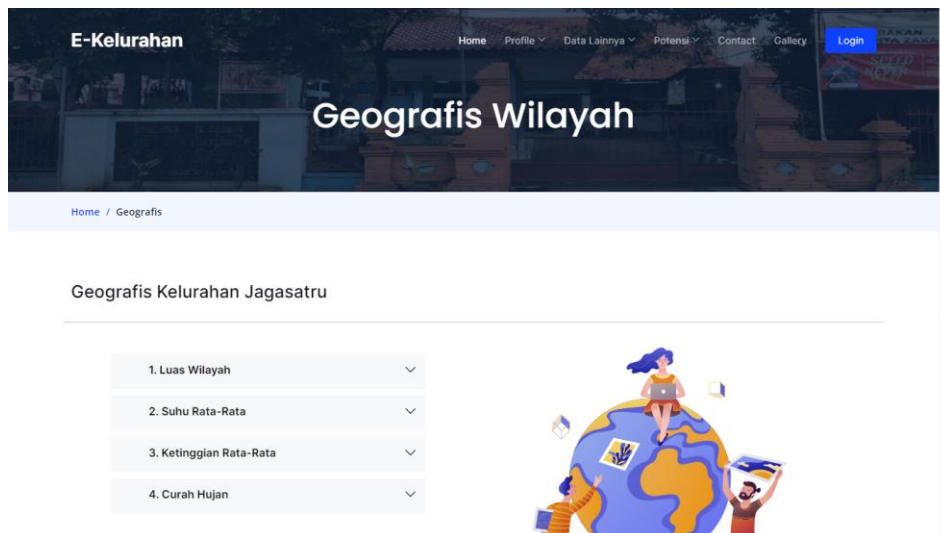 E-Kelurahan
Home Profile Data Lainnya Potensi Contact Gallery Login
Geografis Wilayah
Home / Geografis
Geografis Kelurahan Jagasatru
1. Luas Wilayah
2. Suhu Rata-Rata
3. Ketinggian Rata-Rata
4. Curah Hujan